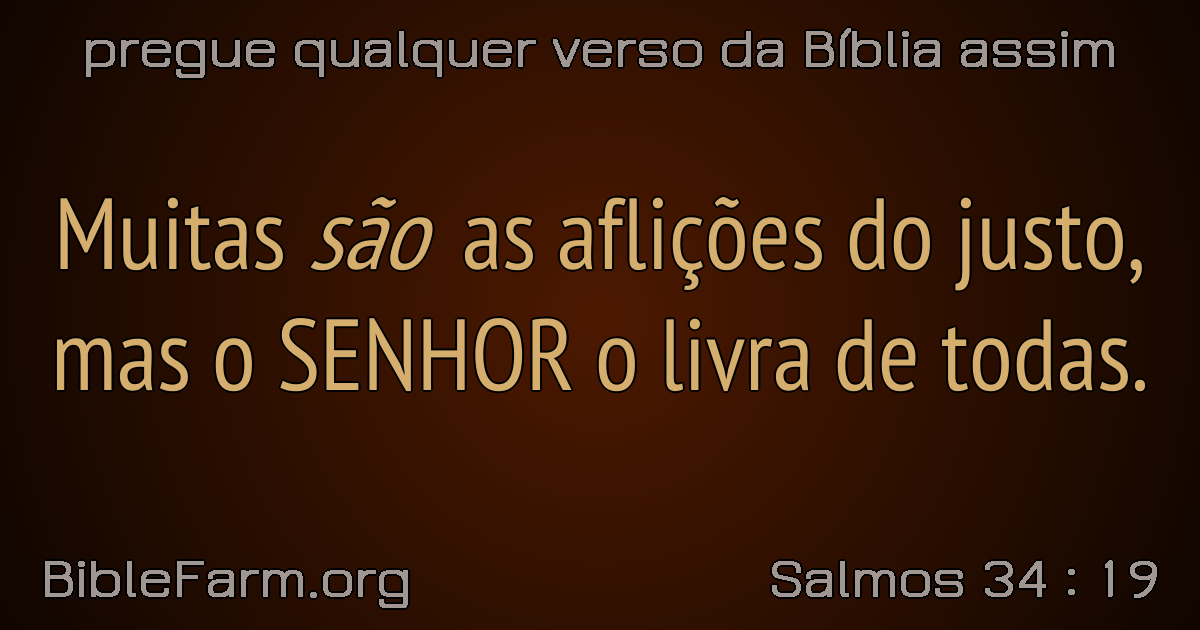 pregue qualquer verso da Bíblia assim
Muitas são as aflições do justo,
mas o SENHOR o livra de todas.
BibleFarm.org
Salmos 34 : 19